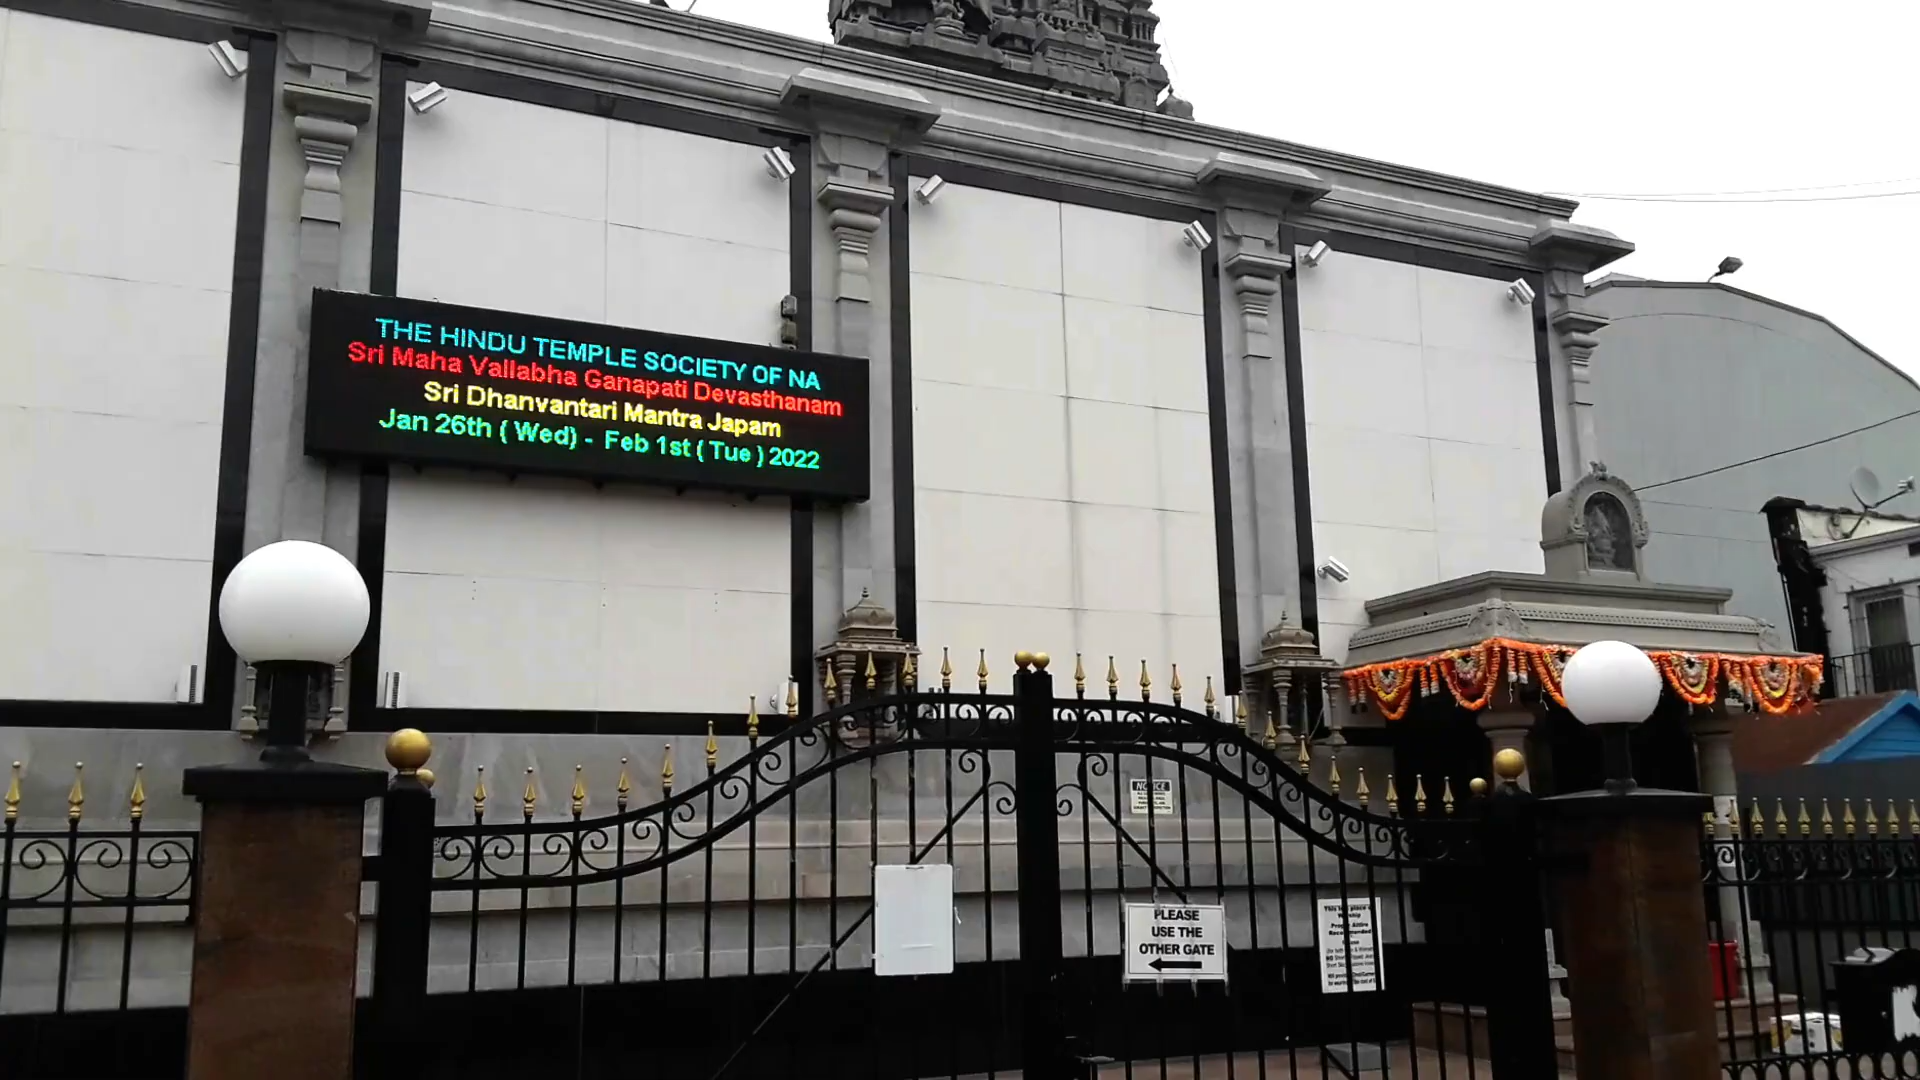 THE HINDU TEMPLE SOCIETY OF NA
Sri Maha Vallabha Ganapati Devasthanam
Sri Dhanvantari Mantra Japam
Jan 26th ( Wed) - Feb 1st ( Tue ) 2022
NOTICE
PLEASE
USE THE
OTHER GATE
Worship